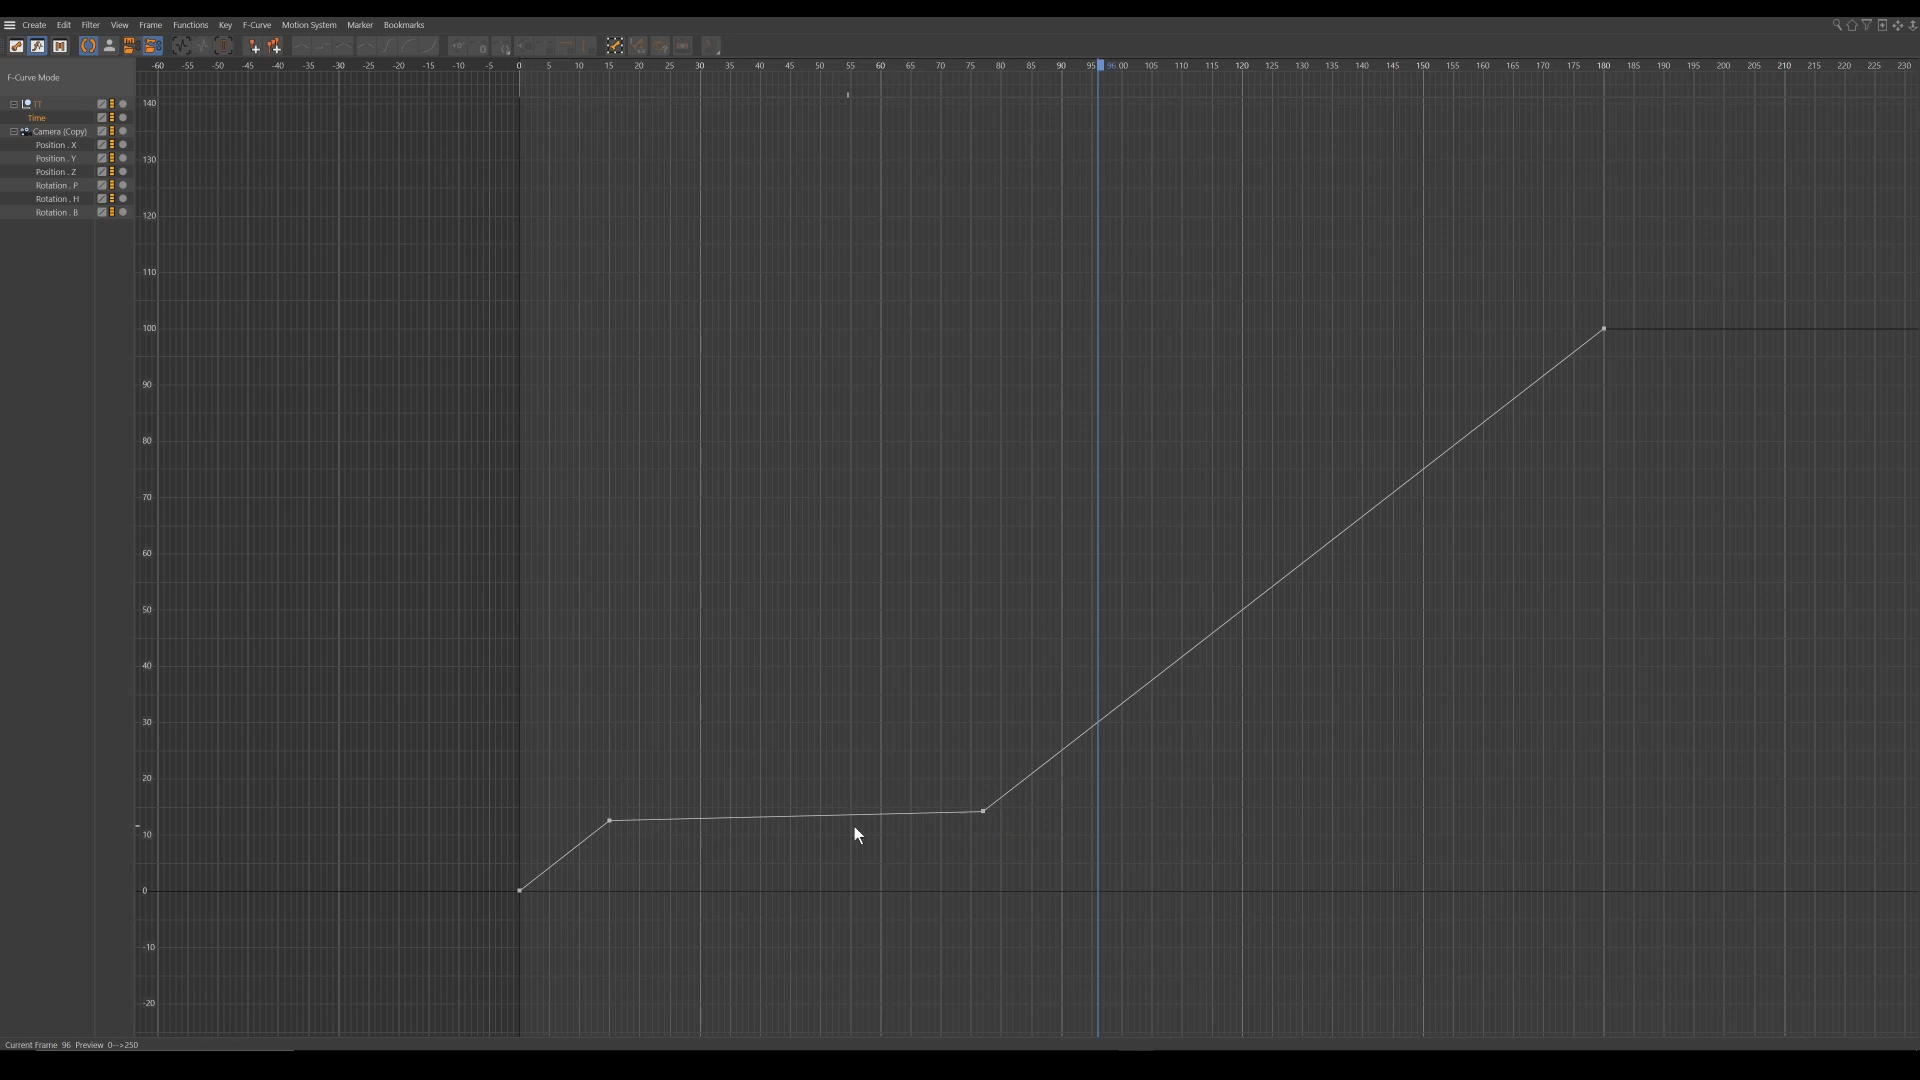 Create Edit Filter View Frame Functions Key F-Curve Motion System Marker Bookmarks
-60 -55 -50 -45 -40 -35 -30 -25 -20 -15 -10 -5 0 5 10 15 20 25 30 35 40 45 50 55 60 65 70 75 80 85 90 95 96 00 105 110 115 120 125 130 135 140 145 150 155 160 165 170 175 180 185 190 195 200 205 210 215 220 225 230
F-Curve Mode
TT
Time
Camera (Copy)
Position . X
Position . Y
Position . Z
Rotation . P
Rotation . H
Rotation . B
140
130
120
110
100
90
80
70
60
50
40
30
20
10
0
-10
-20
Current Frame 96 Preview 0-->250